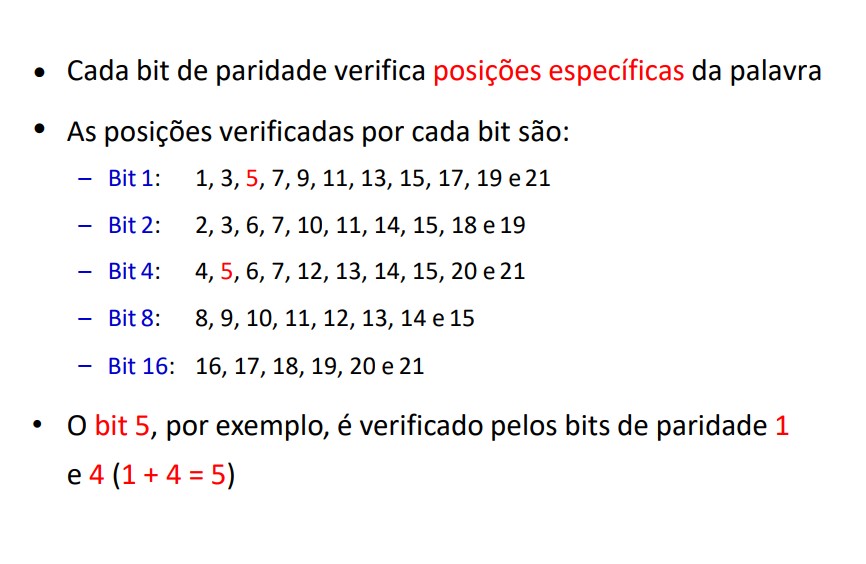 • Cada bit de paridade verifica posições específicas da palavra
• As posições verificadas por cada bit são:
– Bit 1: 1, 3, 5, 7, 9, 11, 13, 15, 17, 19 e 21
– Bit 2: 2, 3, 6, 7, 10, 11, 14, 15, 18 e 19
– Bit 4: 4, 5, 6, 7, 12, 13, 14, 15, 20 e 21
– Bit 8: 8, 9, 10, 11, 12, 13, 14 e 15
– Bit 16: 16, 17, 18, 19, 20 e 21
• O bit 5, por exemplo, é verificado pelos bits de paridade 1
e 4 (1 + 4 = 5)